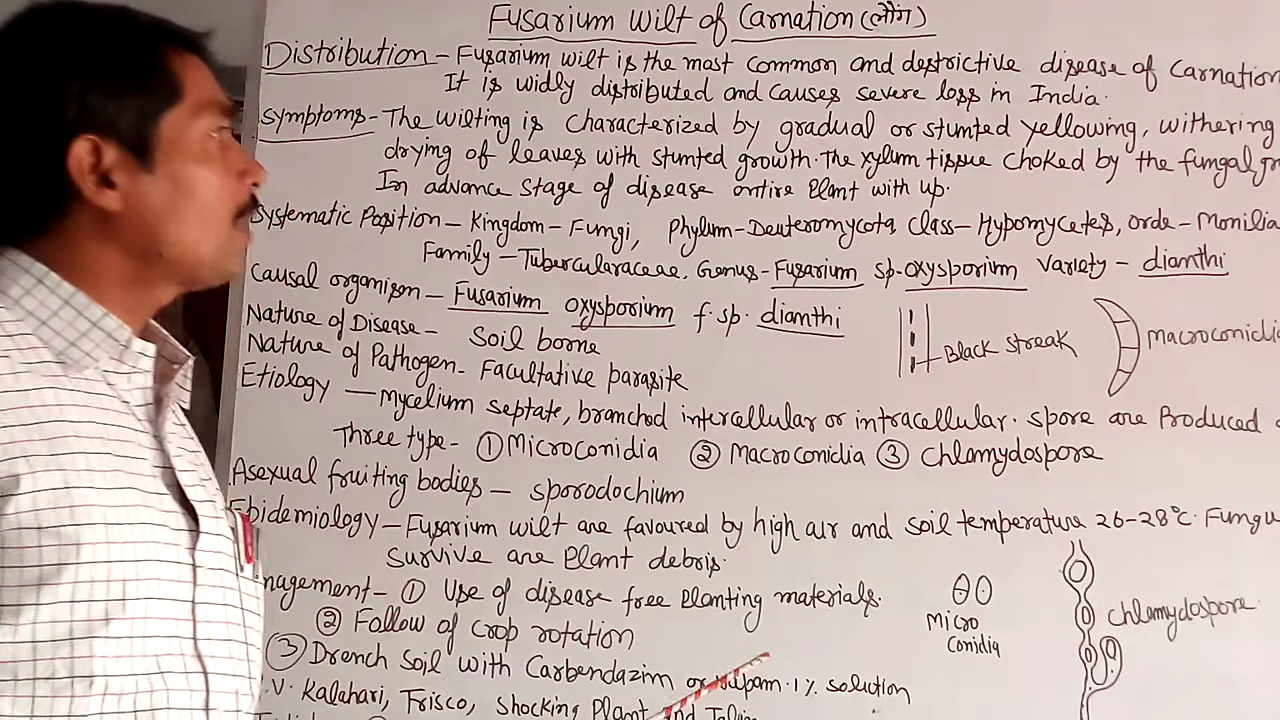 Fusarium wilt of Carnation (लौंग)
Distribution - Fusarium wilt is the most common and destrictive disease of Carnation
It is widly distributed and causes severe loss in India.
Symptoms - The wilting is characterized by gradual or stunted yellowing, withering
drying of leaves with stunted growth. The xylum tissue choked by the fungal
In advance stage of disease entire Plant with up.
Systematic Position - Kingdom - Fungi, Phylum - Deuteromycota, Class - Hypomycetes, Orde - Monilia
Family - Tuberculararaceae. Genus - Fusarium sp - oxysporium Variety - dianthi
Causal organism - Fusarium oxysporium f. sp. dianthi
Nature of Disease - Soil borne
Black streak
Macroconidi
Nature of Pathogen - Facultative parasite
Etiology - Mycelium septate, branched intercellular or intracellular. spore are Produced
Three type - ① Microconidia ② Macroconidia ③ Chlamydospore
Asexual fruiting bodies - sporodochium
Epidemiology - Fusarium wilt are favoured by high air and soil temperature 26-28°C. Fungu
survive are Plant debris.
nagement - ① Use of disease free Planting materials.
② Follow of crop rotation
Micro
Conidia
Chlamydospore
③ Drench Soil with Carbendazim or 1% solution
.V. Kalahari, Frisco, Shocking Plant and